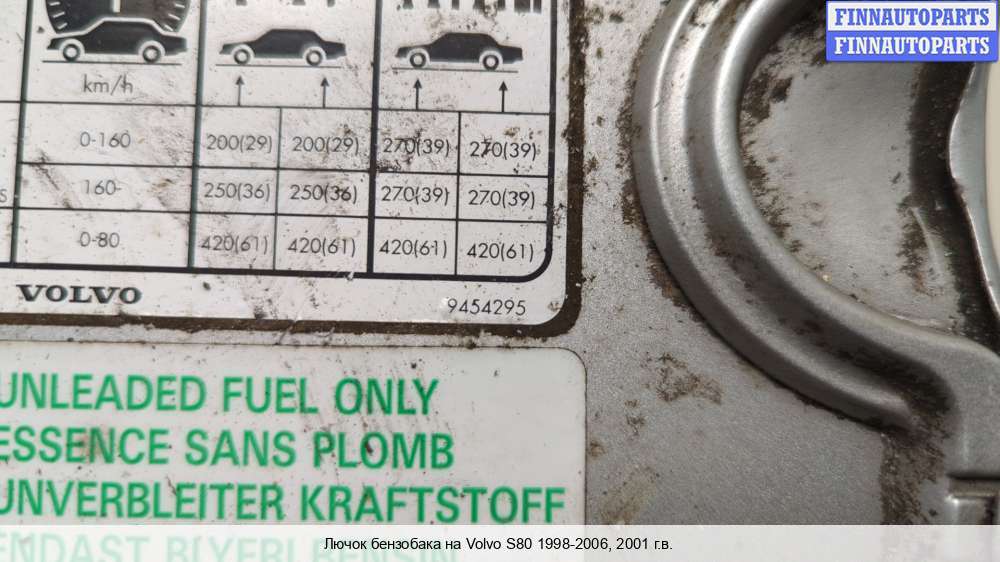 FINNAUTOPARTS
FINNAUTOPARTS
km/h
0-160 200(29) 200(29) 270(39) 270(39)
160- 250(36) 250(36) 270(39) 270(39)
0-80 420(61) 420(61) 420(61) 420(61)
VOLVO 9454295
UNLEADED FUEL ONLY
ESSENCE SANS PLOMB
UNVERBLEITER KRAFTSTOFF
Лючок бензобака на Volvo S80 1998-2006, 2001 г.в.